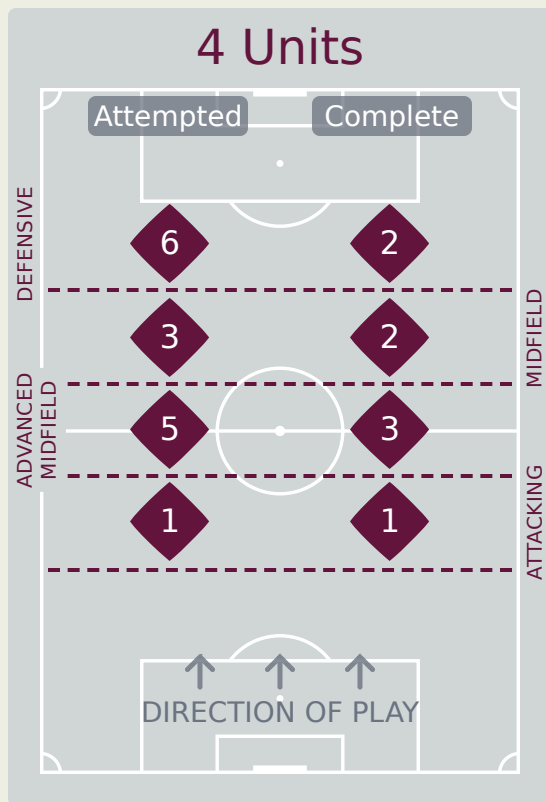 4 Units
Attempted
Complete
DEFENSIVE
6
2
3
2
MIDFIELD
ADVANCED
MIDFIELD
5
3
1
1
ATTACKING
DIRECTION OF PLAY